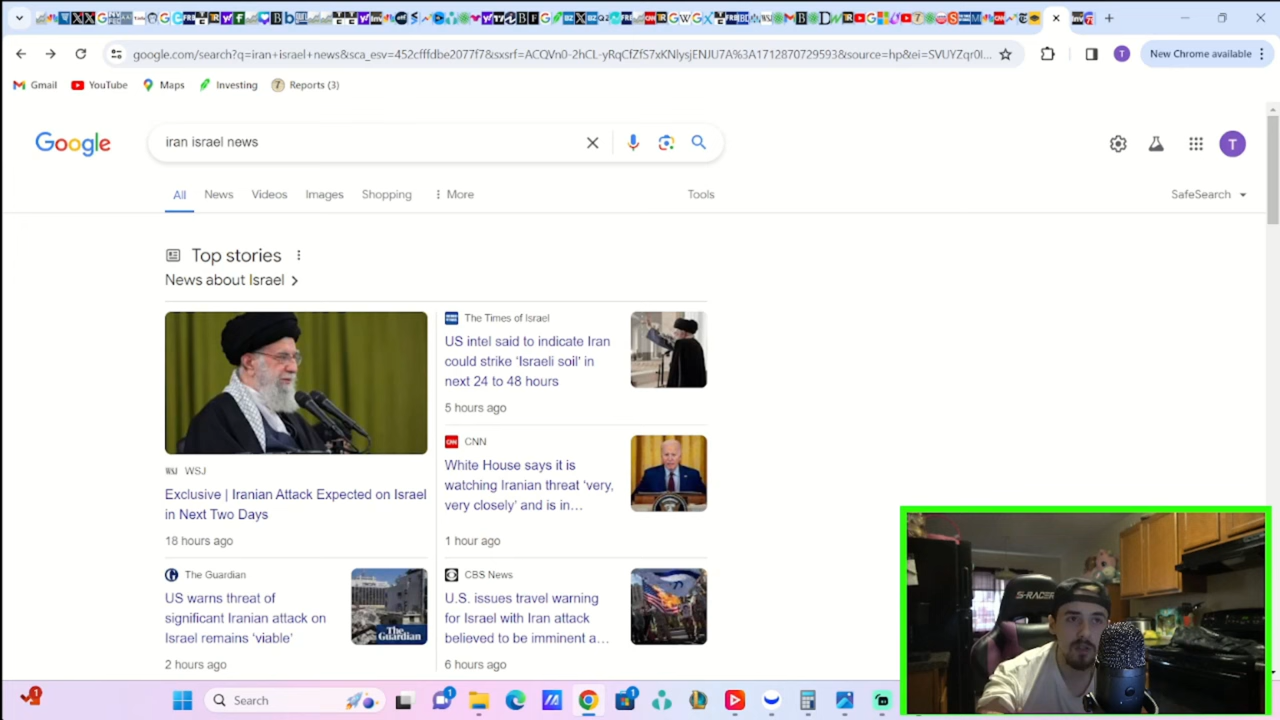 google.com/search?q=iran+israel+news&sca_esv=452cfffdbe2077f7&sxsrf=ACQVn0-2hCL-yRqCfZfS7xKNlysjENJU7A%3A1712870729593&source=hp&ei=SVUYZqr0I...
New Chrome available
Gmail
YouTube
Maps
Investing
Reports (3)
Google
iran israel news
T
All
News
Videos
Images
Shopping
More
Tools
SafeSearch
Top stories
News about Israel
WSJ
Exclusive | Iranian Attack Expected on Israel
in Next Two Days
18 hours ago
The Times of Israel
US intel said to indicate Iran
could strike 'Israeli soil' in
next 24 to 48 hours
5 hours ago
CNN
White House says it is
watching Iranian threat 'very,
very closely' and is in…
1 hour ago
The Guardian
US warns threat of
significant Iranian attack on
Israel remains 'viable'
2 hours ago
The
Guardian
CBS News
U.S. issues travel warning
for Israel with Iran attack
believed to be imminent a…
6 hours ago
S-RACER
Search